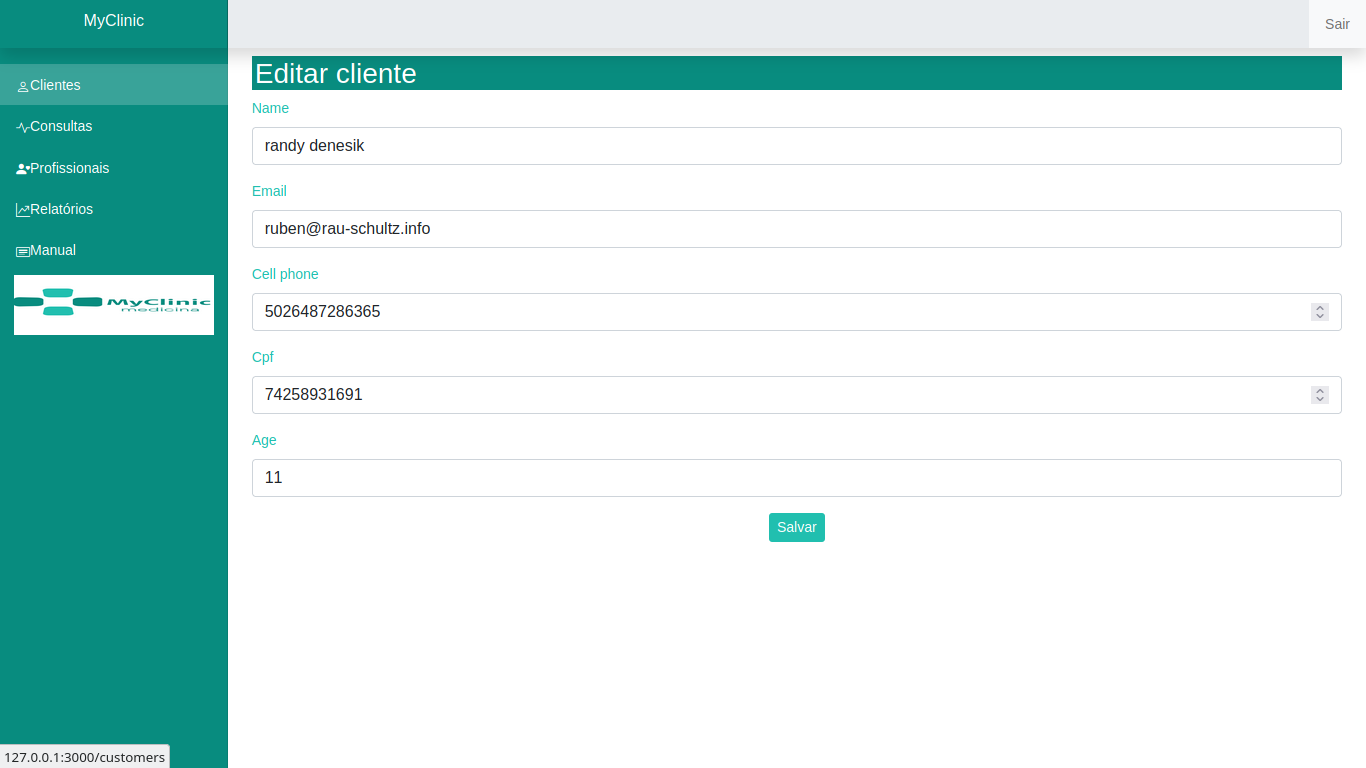 MyClinic
Sair
Clientes
Consultas
Profissionais
Relatórios
Manual
MyClinic
medicina
Editar cliente
Name
randy denesik
Email
ruben@rau-schultz.info
Cell phone
5026487286365
Cpf
74258931691
Age
11
Salvar
127.0.0.1:3000/customers